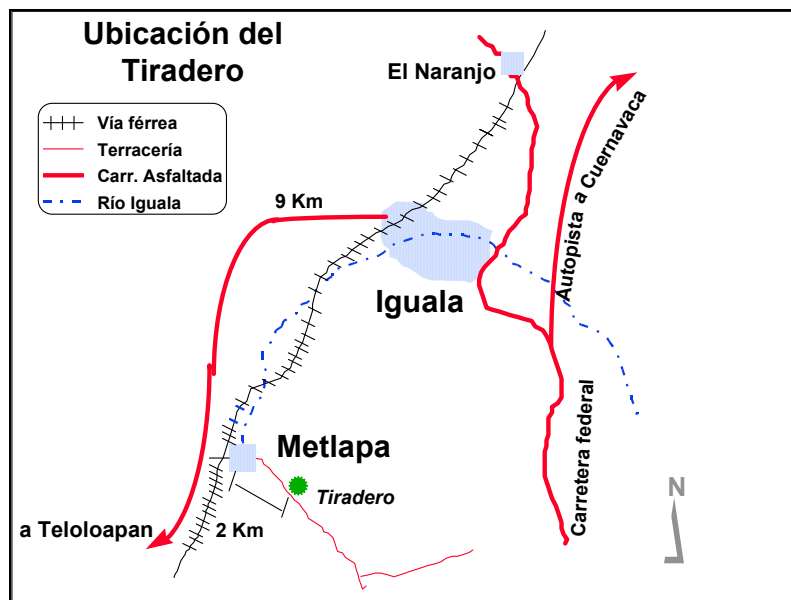 Ubicación del
Tiradero
El Naranjo
Vía férrea
Terracería
Carr. Asfaltada
Río Iguala
9 Km
Autopista a Cuernavaca
Iguala
Metlapa
Tiradero
2 Km
a Teloloapan
Carretera federal
N